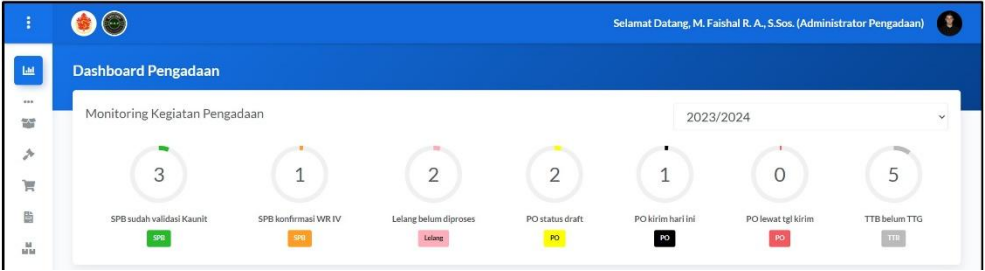 Selamat Datang, M. Faishal R. A., S.Sos. (Administrator Pengadaan)
Dashboard Pengadaan
Monitoring Kegiatan Pengadaan
2023/2024
3
1
2
2
1
0
5
SPB sudah validasi Kaunit
SPB konfirmasi WR IV
Lelang belum diproses
PO status draft
PO kirim hari ini
PO lewat tgl kirim
TTB belum TTG
SPB
SPB
Lelang
PO
PO
PO
TTB